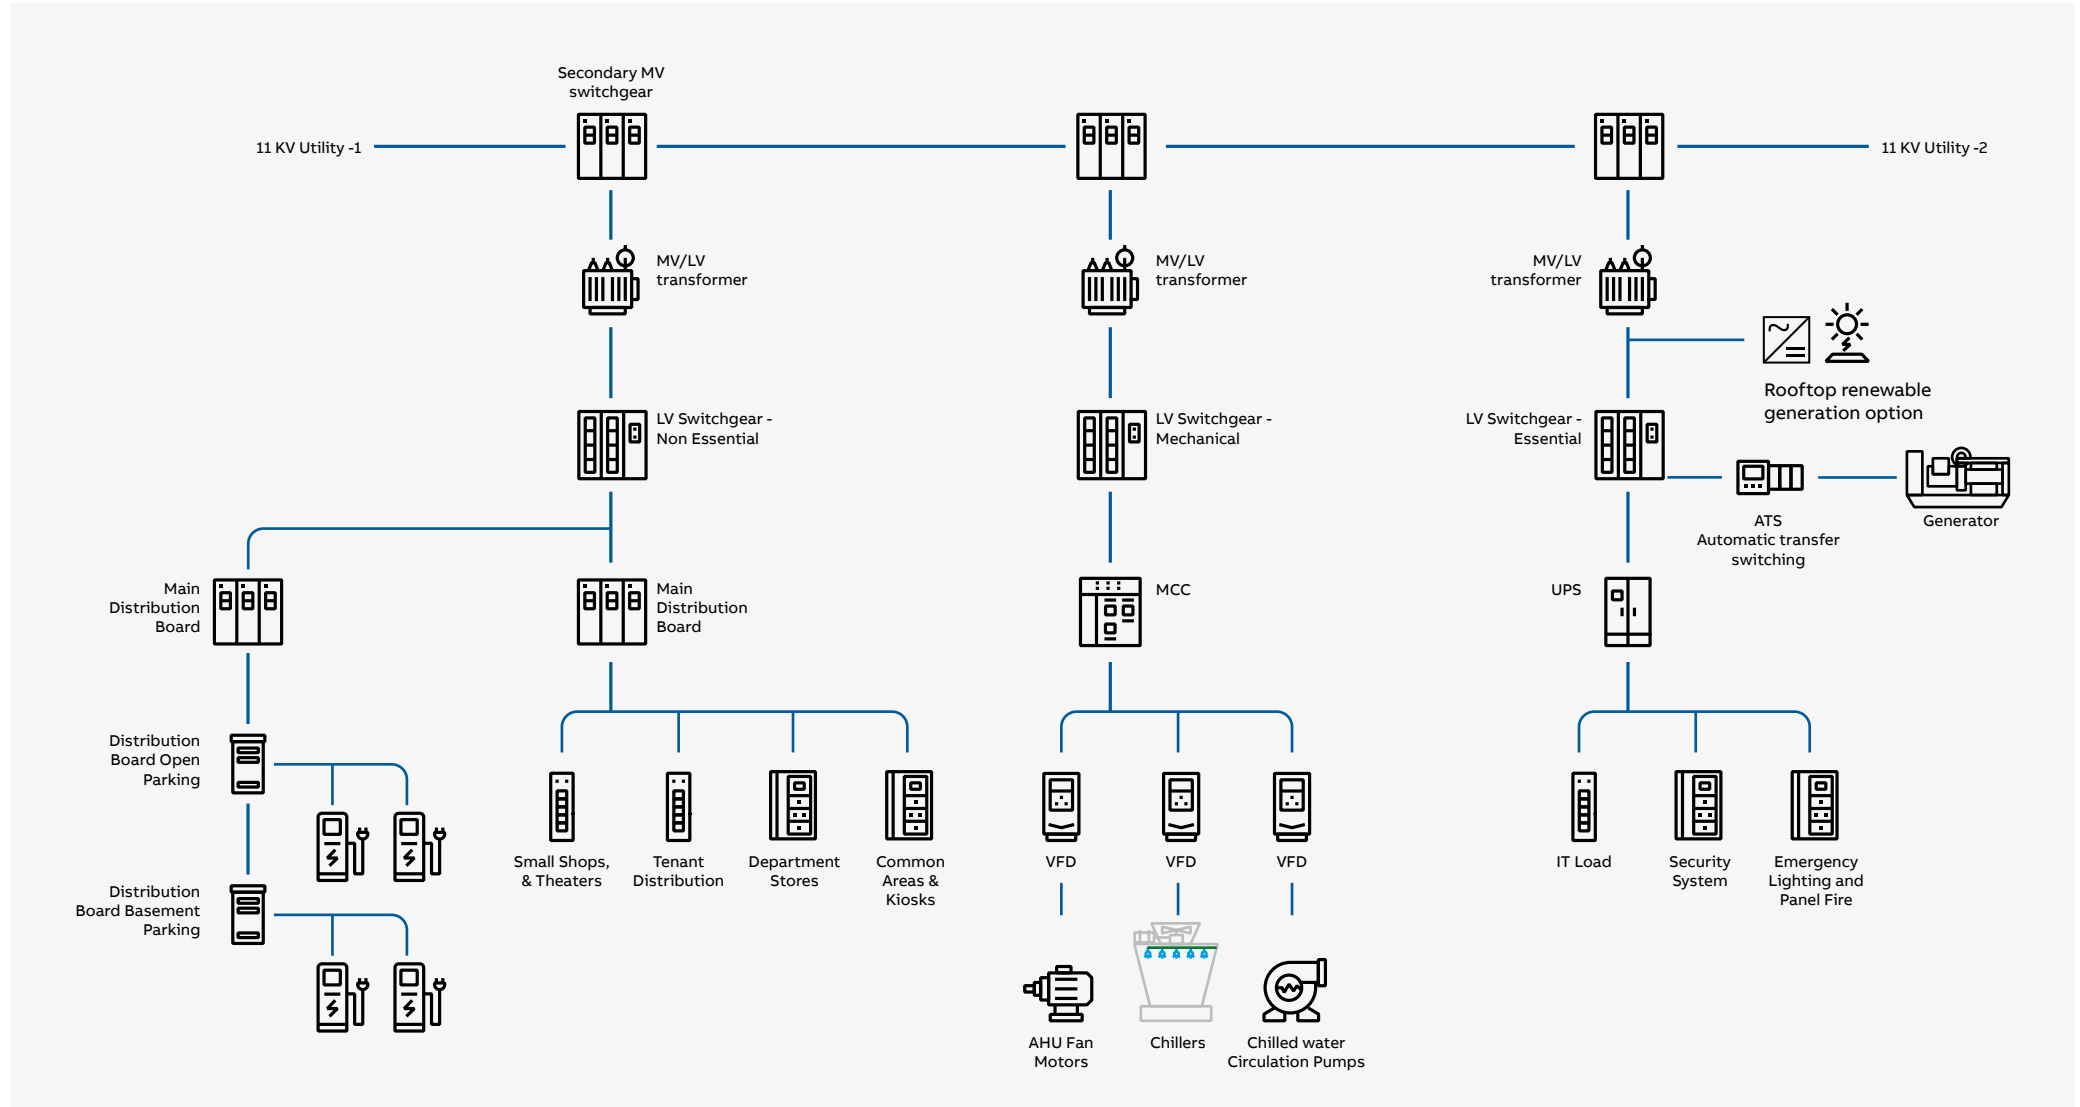 Secondary MV
switchgear
11 KV Utility -1
11 KV Utility -2
MV/LV
transformer
MV/LV
transformer
MV/LV
transformer
Rooftop renewable
generation option
LV Switchgear -
Non Essential
LV Switchgear -
Mechanical
LV Switchgear -
Essential
ATS
Automatic transfer
switching
Generator
Main
Distribution
Board
Main
Distribution
Board
MCC
UPS
Distribution
Board Open
Parking
Small Shops,
& Theaters
Tenant
Distribution
Department
Stores
Common
Areas &
Kiosks
VFD
VFD
VFD
IT Load
Security
System
Emergency
Lighting and
Panel Fire
Distribution
Board Basement
Parking
AHU Fan
Motors
Chillers
Chilled water
Circulation Pumps